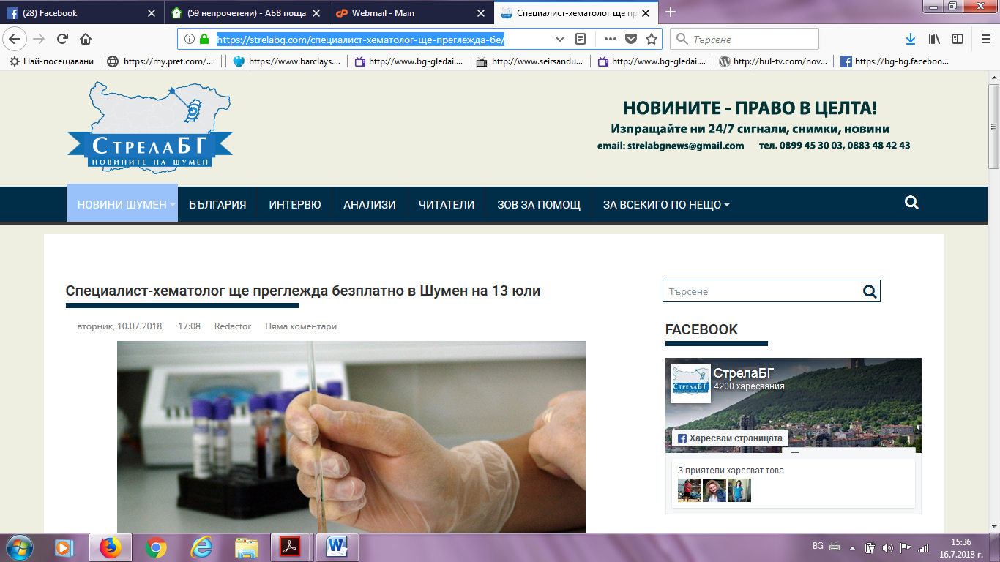 (28) Facebook
(59 непрочетени) - АБВ поща
Webmail - Main
Специалист-хематолог ще пр
https://strelabg.com/специалист-хематолог-ще-преглежда-бе/
Търсене
Най-посещавани
https://my.pret.com/...
https://www.barclays....
http://www.bg-gledai....
http://www.seirsandu...
http://www.bg-gledai....
http://bul-tv.com/nov...
https://bg-bg.faceboo...
СтрелаБГ
НОВИНИТЕ НА ШУМЕН
НОВИНИТЕ - ПРАВО В ЦЕЛТА!
Изпращайте ни 24/7 сигнали, снимки, новини
email: strelabgnews@gmail.com тел. 0899 45 30 03, 0883 48 42 43
НОВИНИ ШУМЕН БЪЛГАРИЯ ИНТЕРВЮ АНАЛИЗИ ЧИТАТЕЛИ ЗОВ ЗА ПОМОЩ ЗА ВСЕКИГО ПО НЕЩО
Специалист-хематолог ще преглежда безплатно в Шумен на 13 юли
вторник, 10.07.2018, 17:08 Redactor Няма коментари
Търсене
FACEBOOK
СтрелаБГ
СтрелаБГ
4200 харесвания
Харесвам страницата
3 приятели харесват това
BG
15:36
16.7.2018 г.